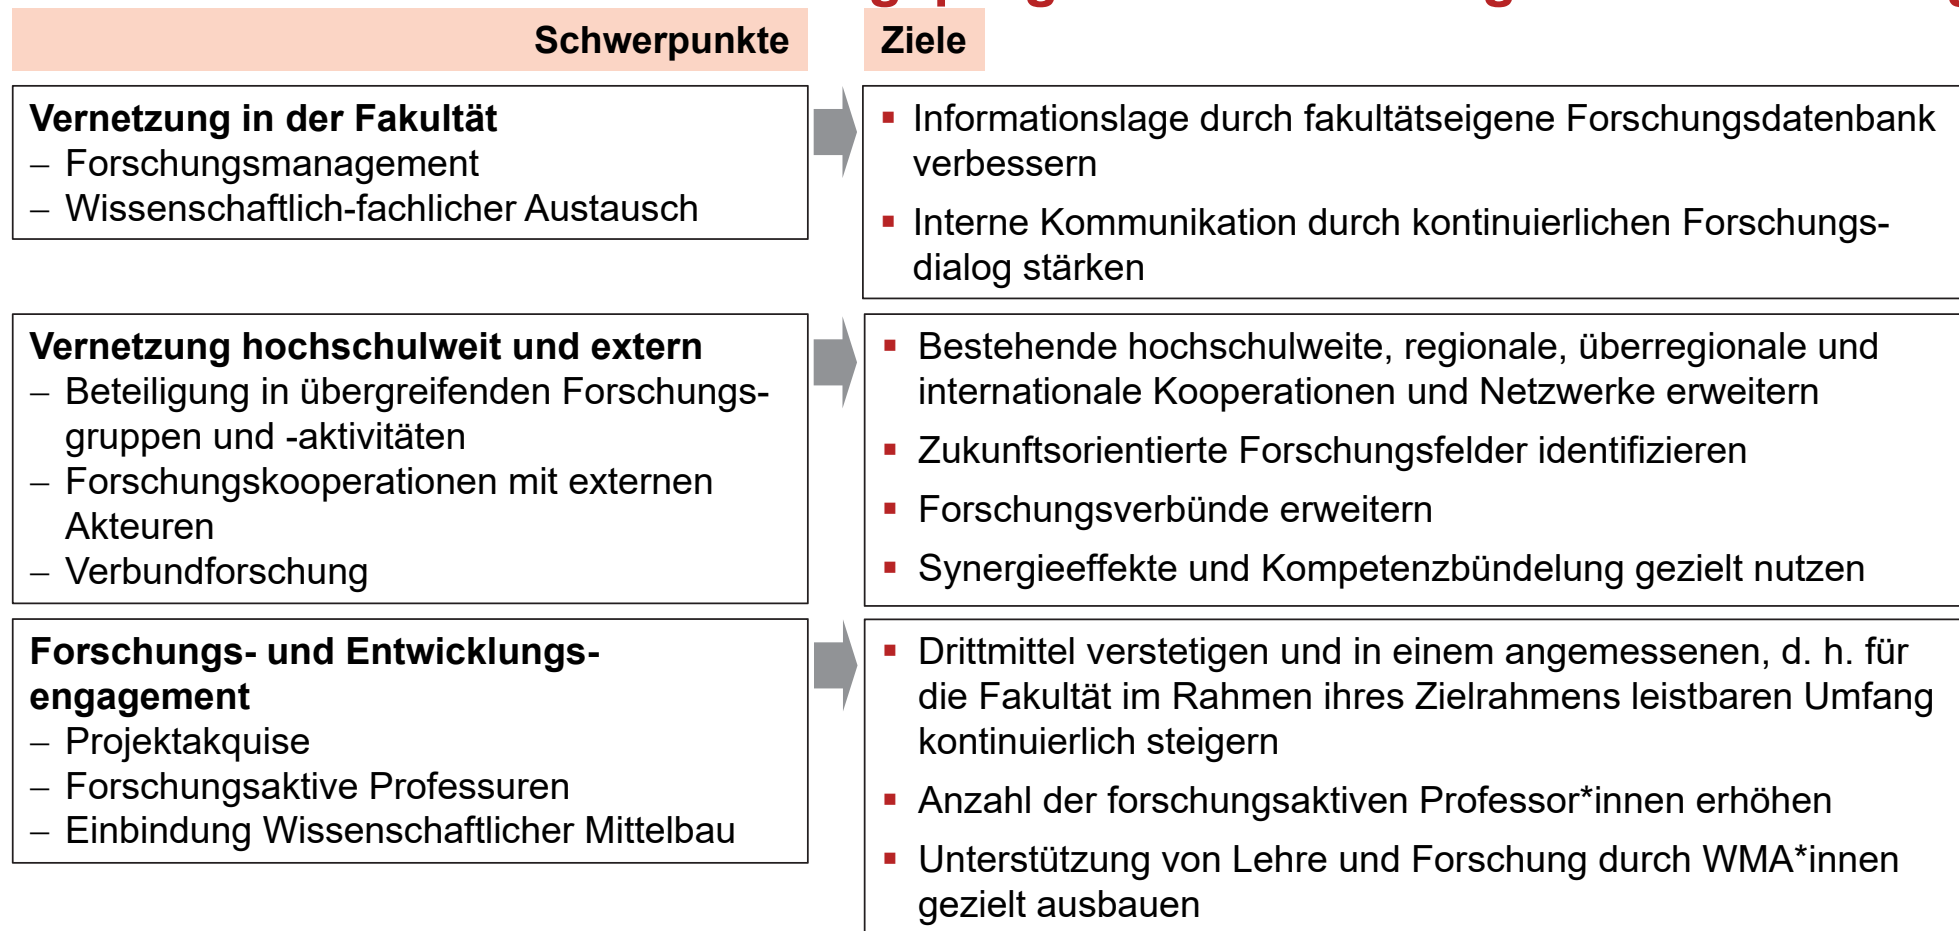 Schwerpunkte
Ziele
Vernetzung in der Fakultät
– Forschungsmanagement
– Wissenschaftlich-fachlicher Austausch
▪ Informationslage durch fakultätseigene Forschungsdatenbank
verbessern
▪ Interne Kommunikation durch kontinuierlichen Forschungs-
dialog stärken
Vernetzung hochschulweit und extern
– Beteiligung in übergreifenden Forschungs-
gruppen und -aktivitäten
– Forschungskooperationen mit externen
Akteuren
– Verbundforschung
▪ Bestehende hochschulweite, regionale, überregionale und
internationale Kooperationen und Netzwerke erweitern
▪ Zukunftsorientierte Forschungsfelder identifizieren
▪ Forschungsverbünde erweitern
▪ Synergieeffekte und Kompetenzbündelung gezielt nutzen
Forschungs- und Entwicklungs-
engagement
– Projektakquise
– Forschungsaktive Professuren
– Einbindung Wissenschaftlicher Mittelbau
▪ Drittmittel verstetigen und in einem angemessenen, d. h. für
die Fakultät im Rahmen ihres Zielrahmens leistbaren Umfang
kontinuierlich steigern
▪ Anzahl der forschungsaktiven Professor*innen erhöhen
▪ Unterstützung von Lehre und Forschung durch WMA*innen
gezielt ausbauen